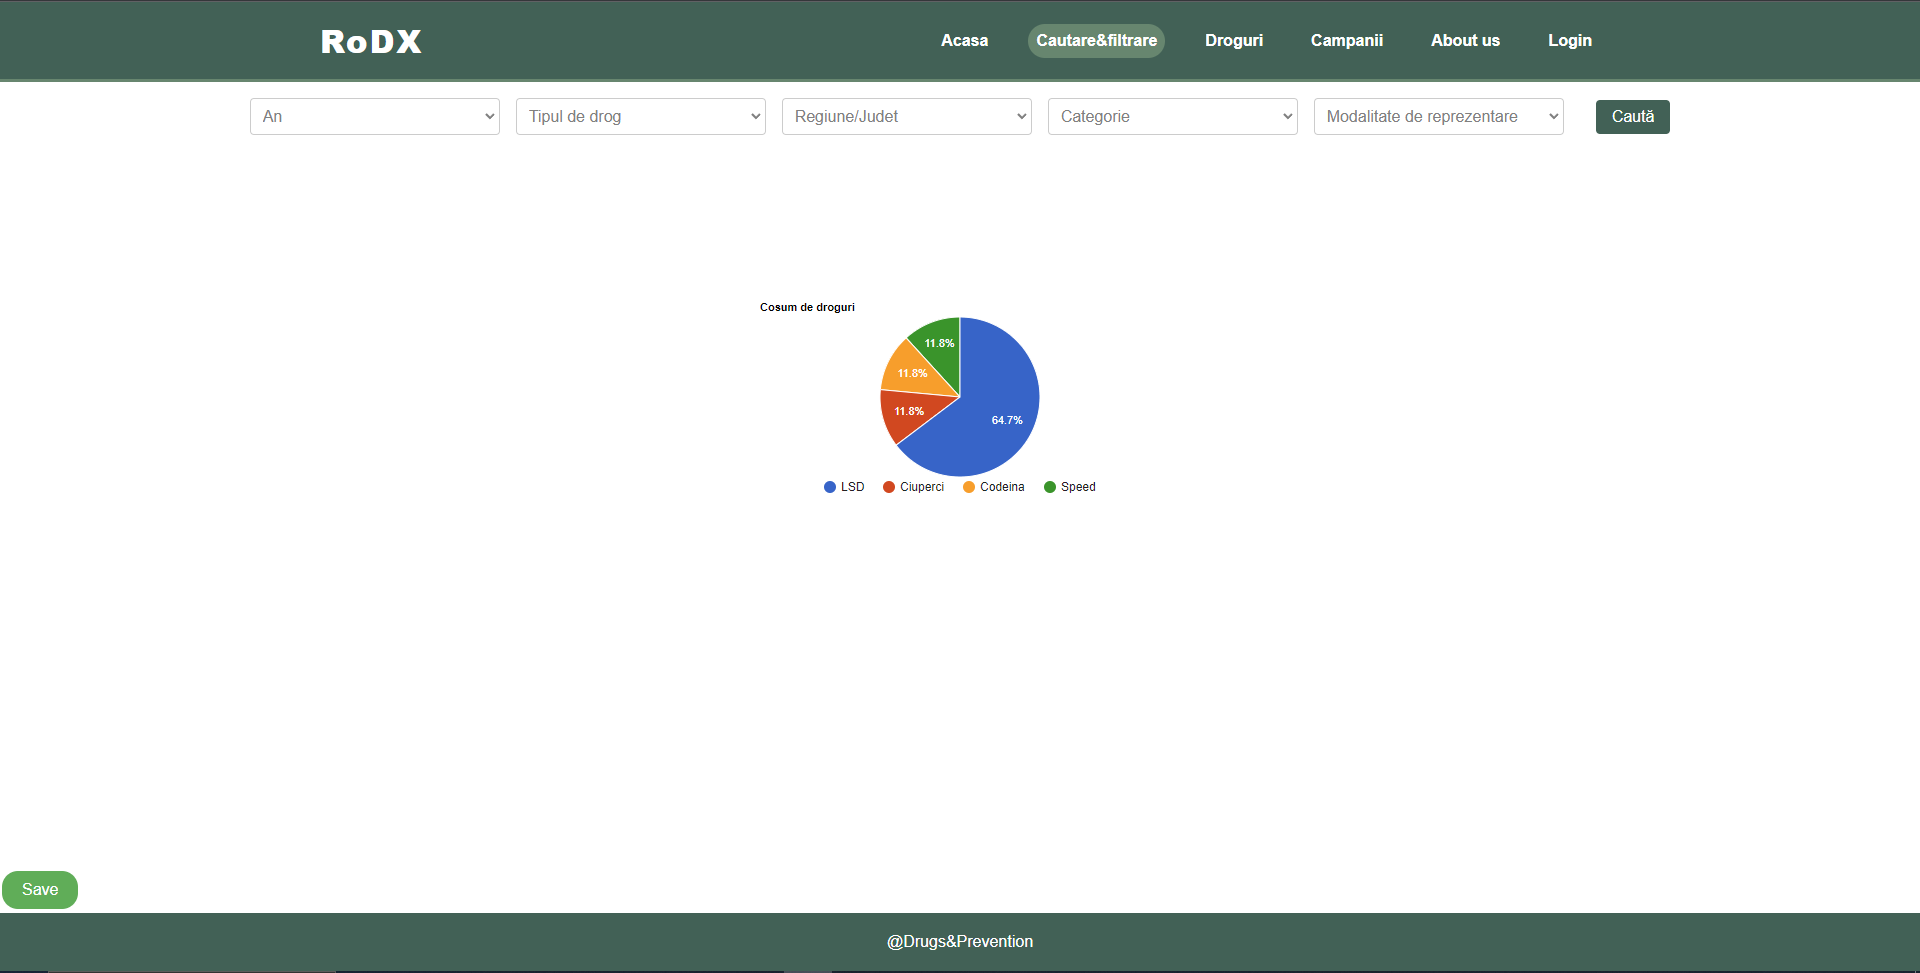 RoDX Acasa Cautare&filtrare Droguri Campanii About us Login
An Tipul de drog Regiune/Judet Categorie Modalitate de reprezentare Caută
Cosum de droguri
11.8%
11.8%
11.8%
64.7%
LSD Ciuperci Codeina Speed
Save
@Drugs&Prevention